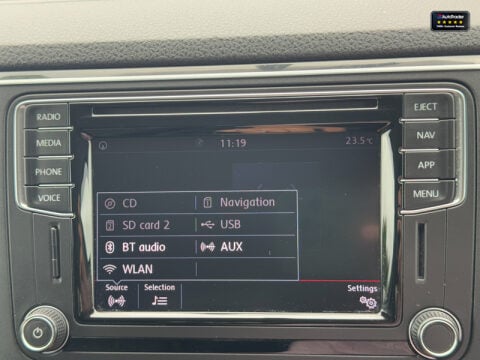 AutoTrader
RADIO
MEDIA
PHONE
VOICE
EJECT
NAV
APP
MENU
11:19
23.5°C
CD
Navigation
SD card 2
USB
BT audio
AUX
WLAN
Source
Selection
Settings